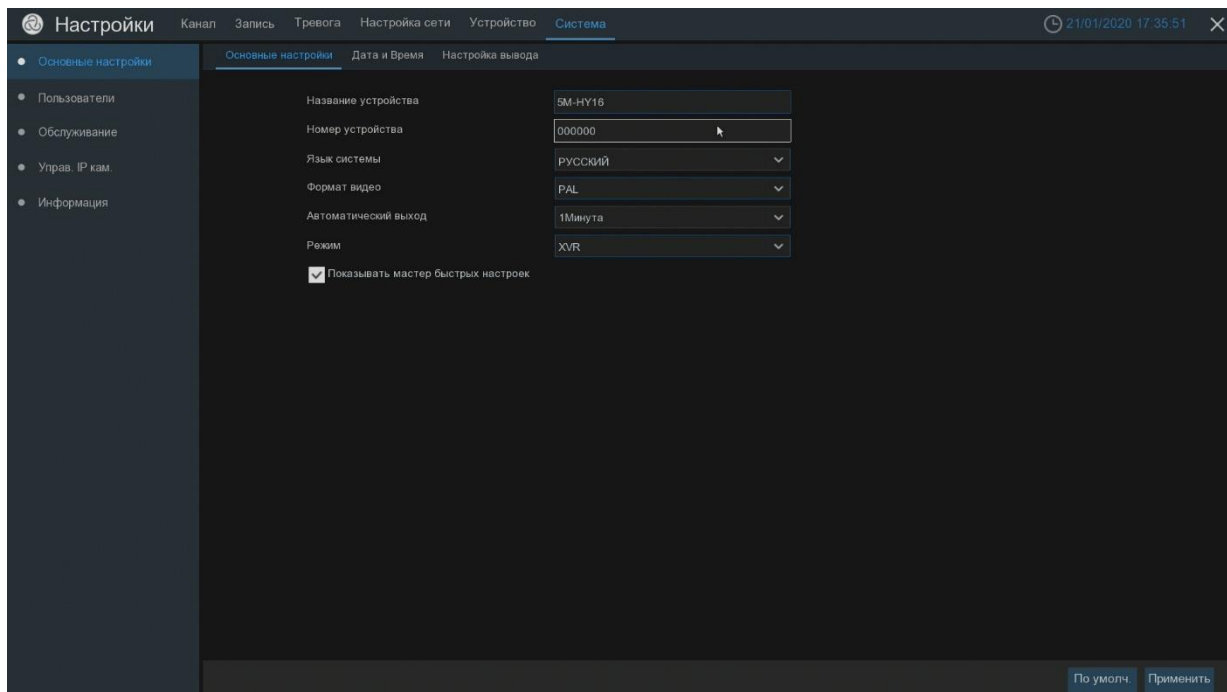 Настройки Канал Запись Тревога Настройка сети Устройство Система 21/01/2020 17:35:51
Основные настройки Дата и Время Настройка вывода
Основные настройки
Пользователи
Обслуживание
Управ. IP кам.
Информация
Название устройства 5M-HY16
Номер устройства 000000
Язык системы РУССКИЙ
Формат видео PAL
Автоматический выход 1Минута
Режим XVR
Показывать мастер быстрых настроек
По умолч. Применить